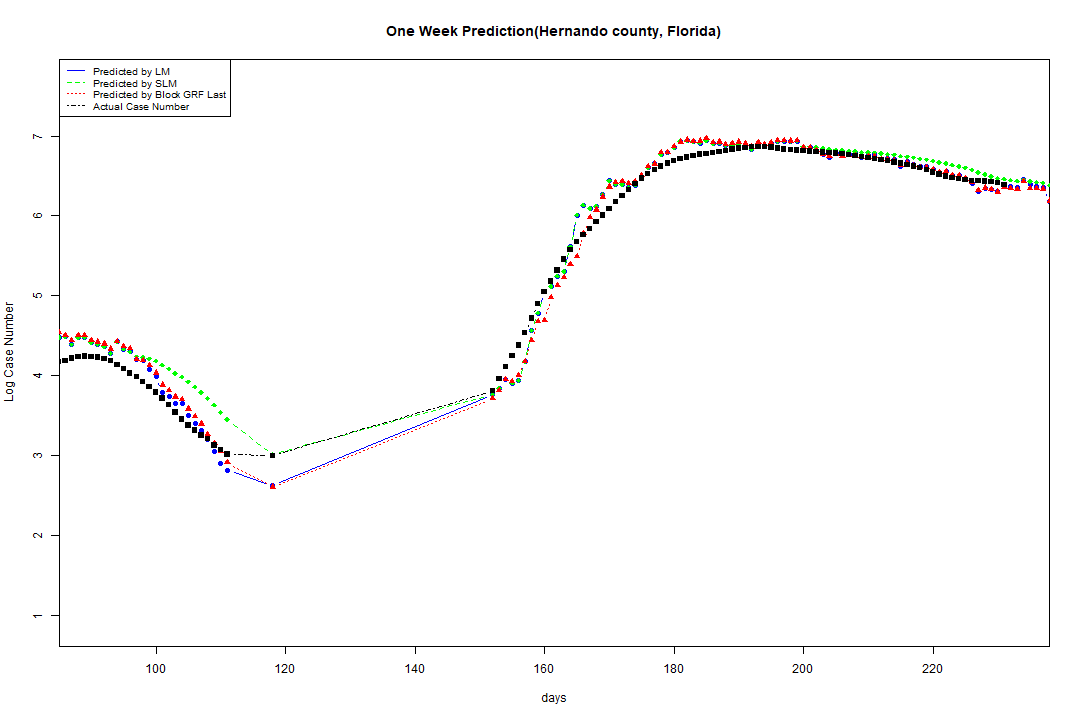 One Week Prediction(Hernando county, Florida)
Predicted by LM
Predicted by SLM
Predicted by Block GRF Last
Actual Case Number
7
6
5
4
3
2
1
Log Case Number
100 120 140 160 180 200 220
days